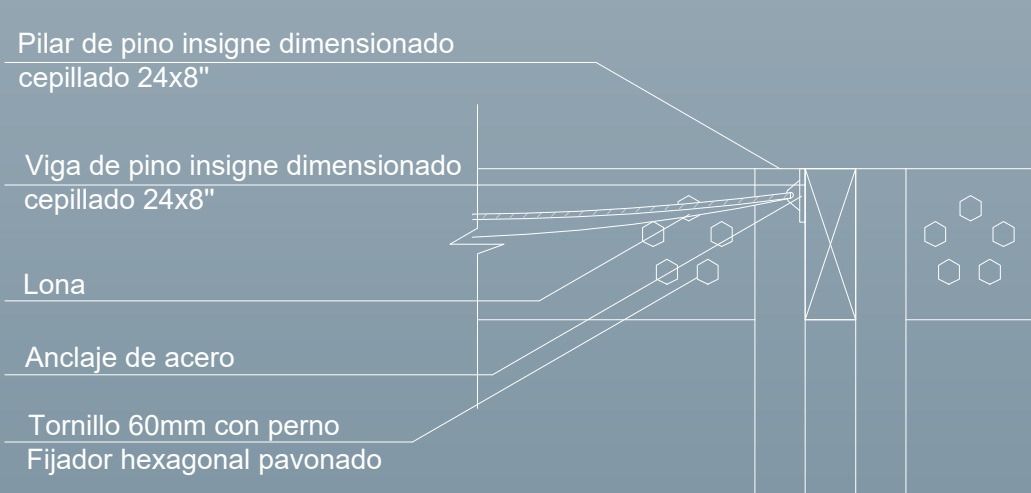 Pilar de pino insigne dimensionado
cepillado 24x8"
Viga de pino insigne dimensionado
cepillado 24x8"
Lona
Anclaje de acero
Tornillo 60mm con perno
Fijador hexagonal pavonado